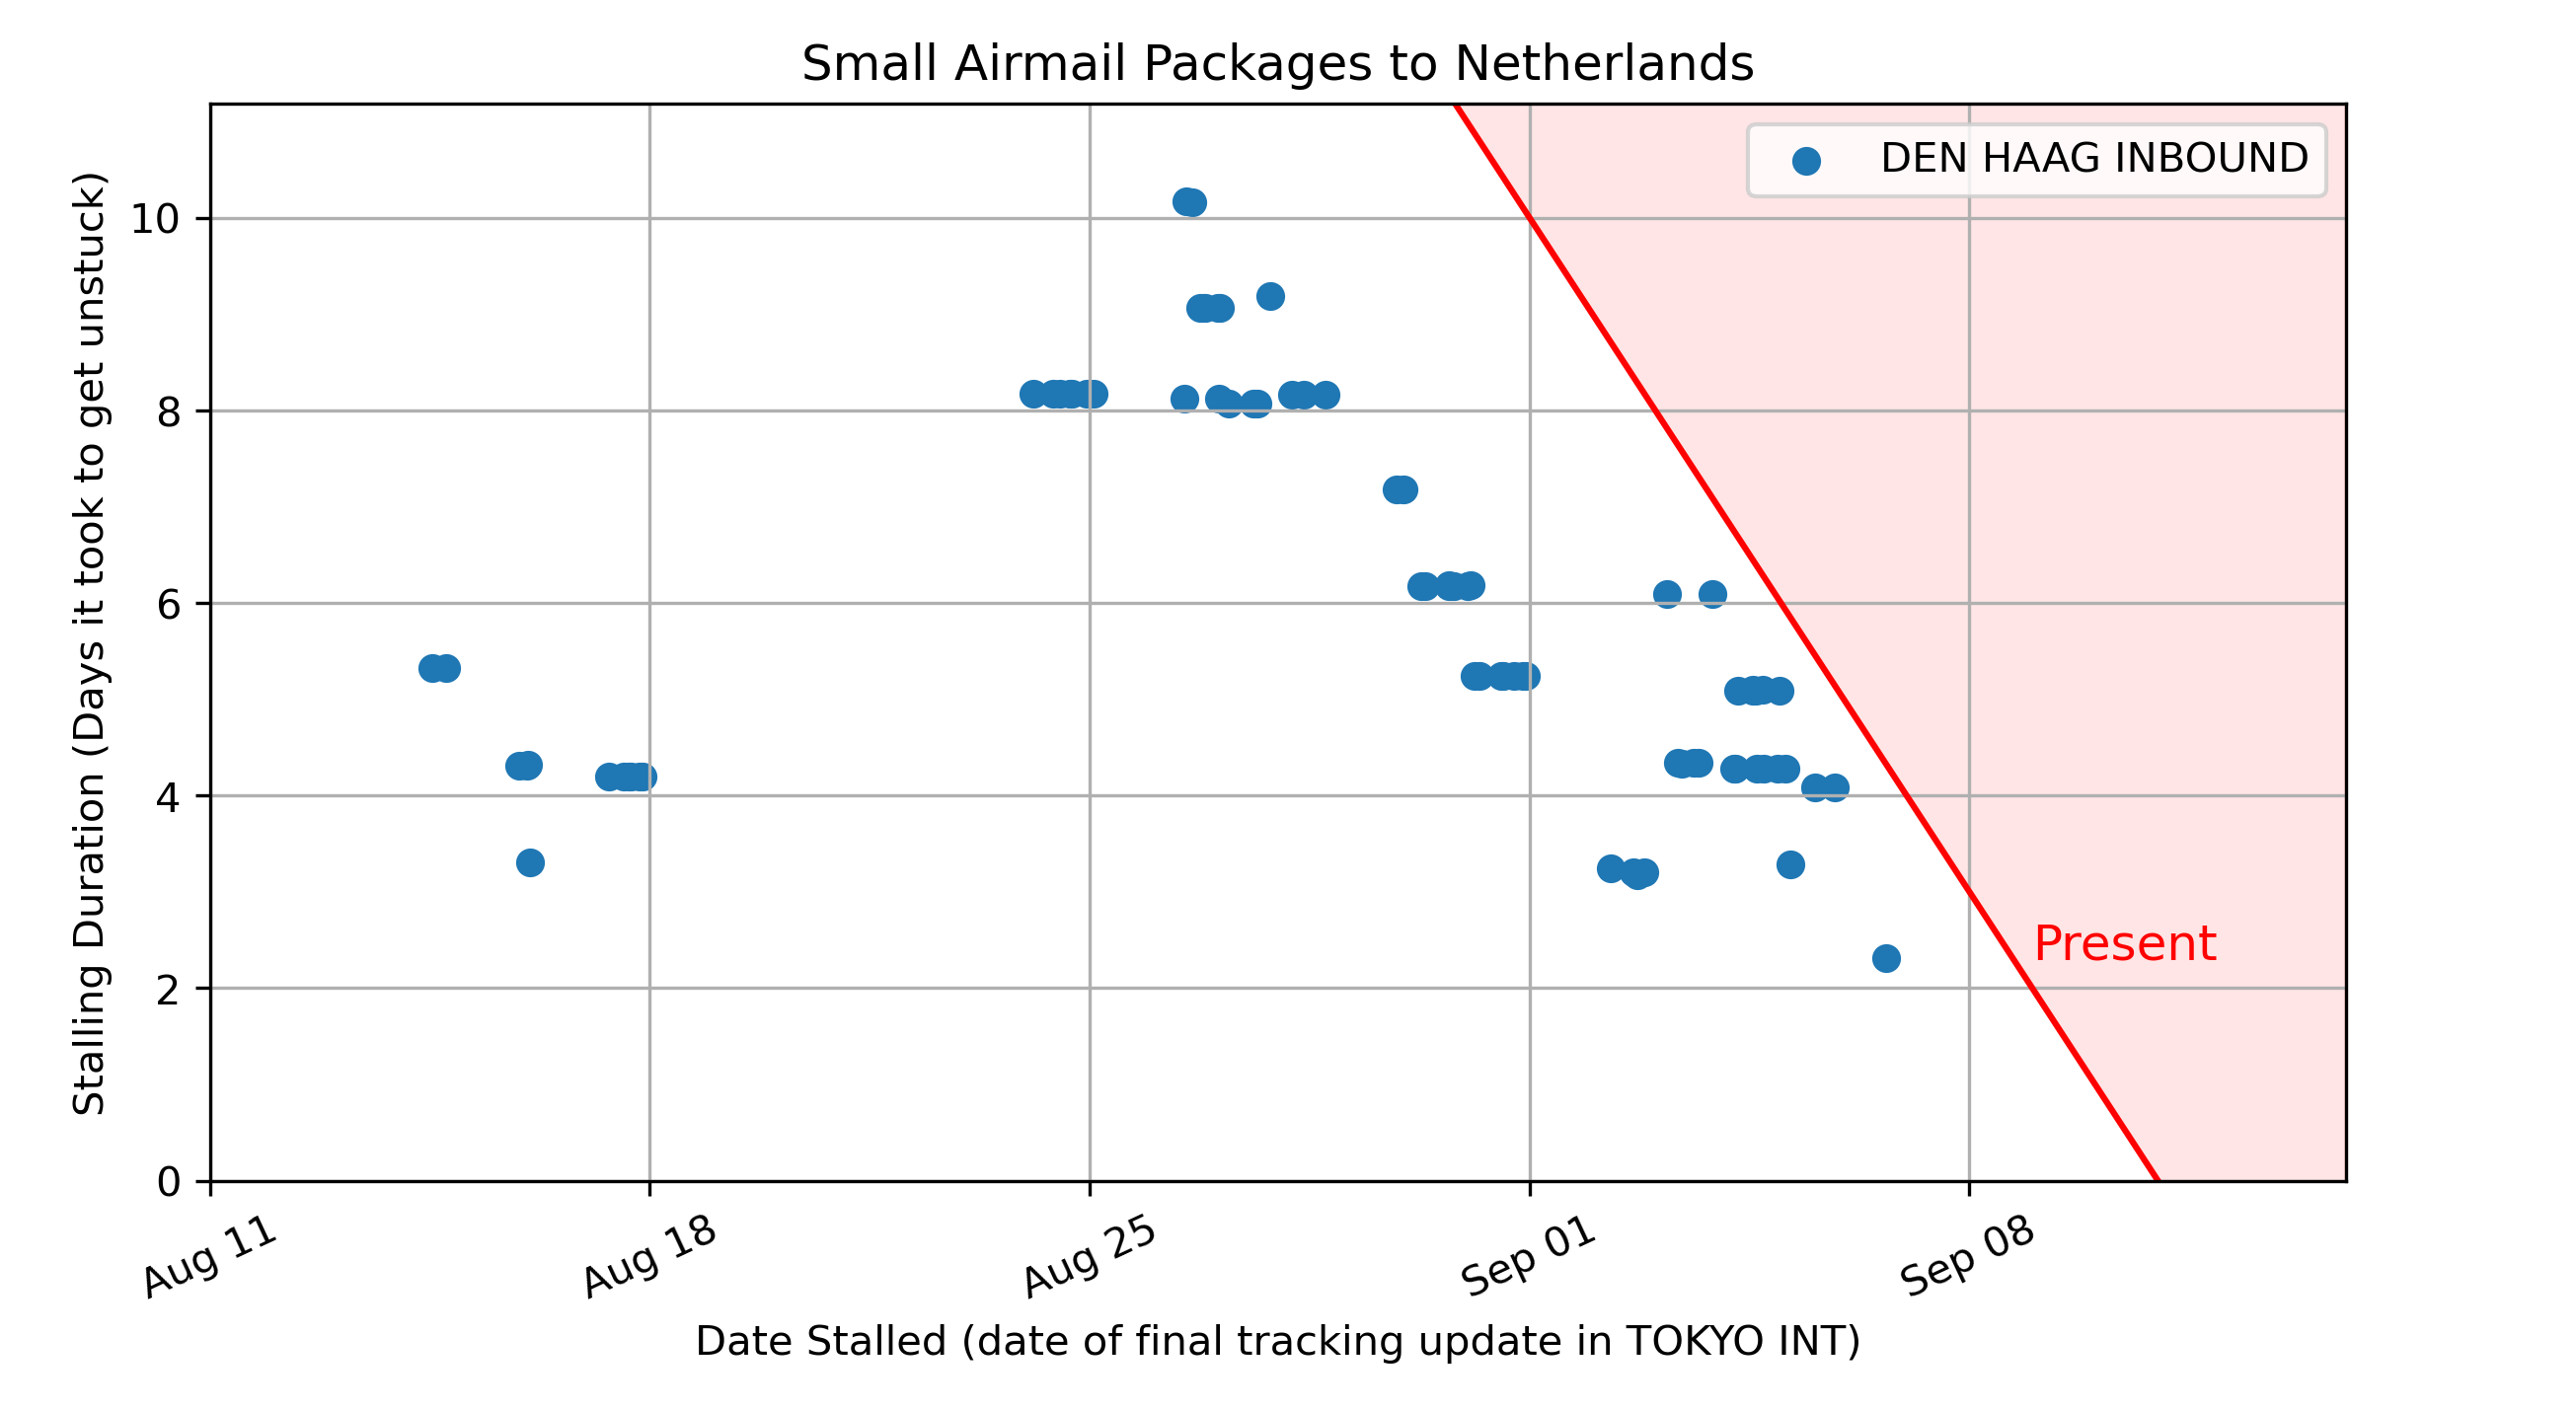 Small Airmail Packages to Netherlands
DEN HAAG INBOUND
Stalling Duration (Days it took to get unstuck)
10
8
6
4
2
0
Present
Aug 11
Aug 18
Aug 25
Sep 01
Sep 08
Date Stalled (date of final tracking update in TOKYO INT)